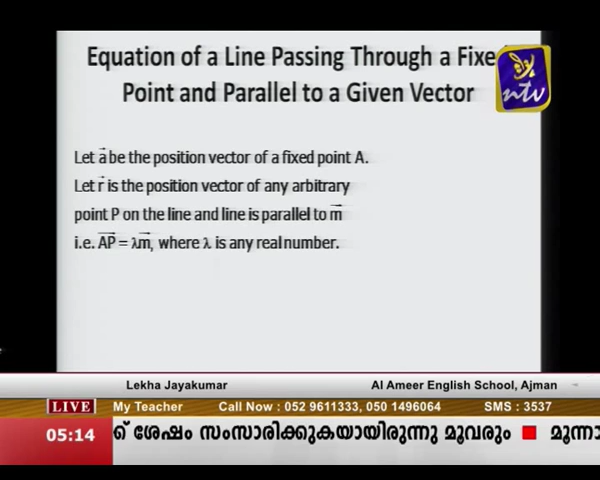 Equation of a Line Passing Through a Fixe
Point and Parallel to a Given Vector
ntv
Let a⃗ be the position vector of a fixed point A.
Let r⃗ is the position vector of any arbitrary
point P on the line and line is parallel to m⃗
i.e. A⃗P⃗ = λm⃗, where λ is any real number.
Lekha Jayakumar Al Ameer English School, Ajman
LIVE My Teacher Call Now : 052 9611333, 050 1496064 SMS : 3537
05:14 ശേഷം സംസാരിക്കുകയായിരുന്നു മൂവരും ■ മൂന്നാ